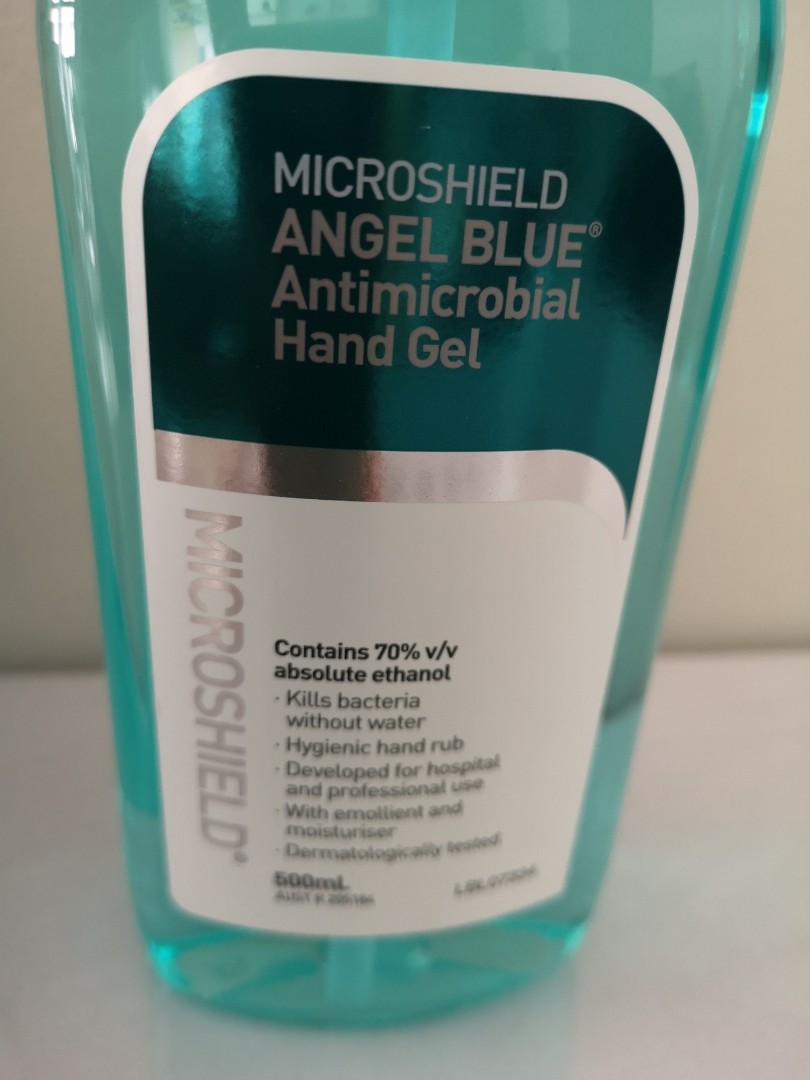 MICROSHIELD
ANGEL BLUE®
Antimicrobial
Hand Gel
MICROSHIELD®
Contains 70% v/v
absolute ethanol
· Kills bacteria
without water
· Hygienic hand rub
· Developed for hospital
and professional use
· With emollient and
moisturiser
· Dermatologically tested
500mL
AUST R